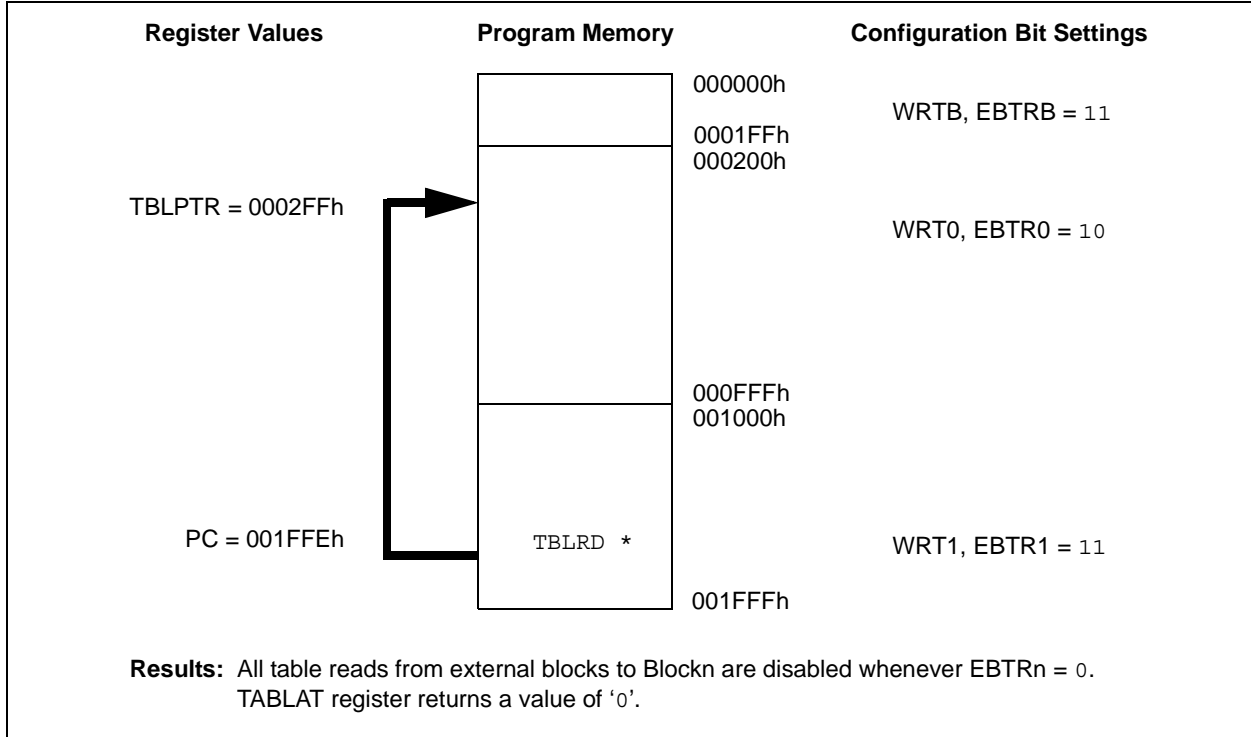 Register Values Program Memory Configuration Bit Settings
000000h
WRTB, EBTRB = 11
0001FFh
000200h
TBLPTR = 0002FFh
WRT0, EBTR0 = 10
000FFFh
001000h
PC = 001FFEh TBLRD * WRT1, EBTR1 = 11
001FFFh
Results: All table reads from external blocks to Blockn are disabled whenever EBTRn = 0.
TABLAT register returns a value of ‘0’.